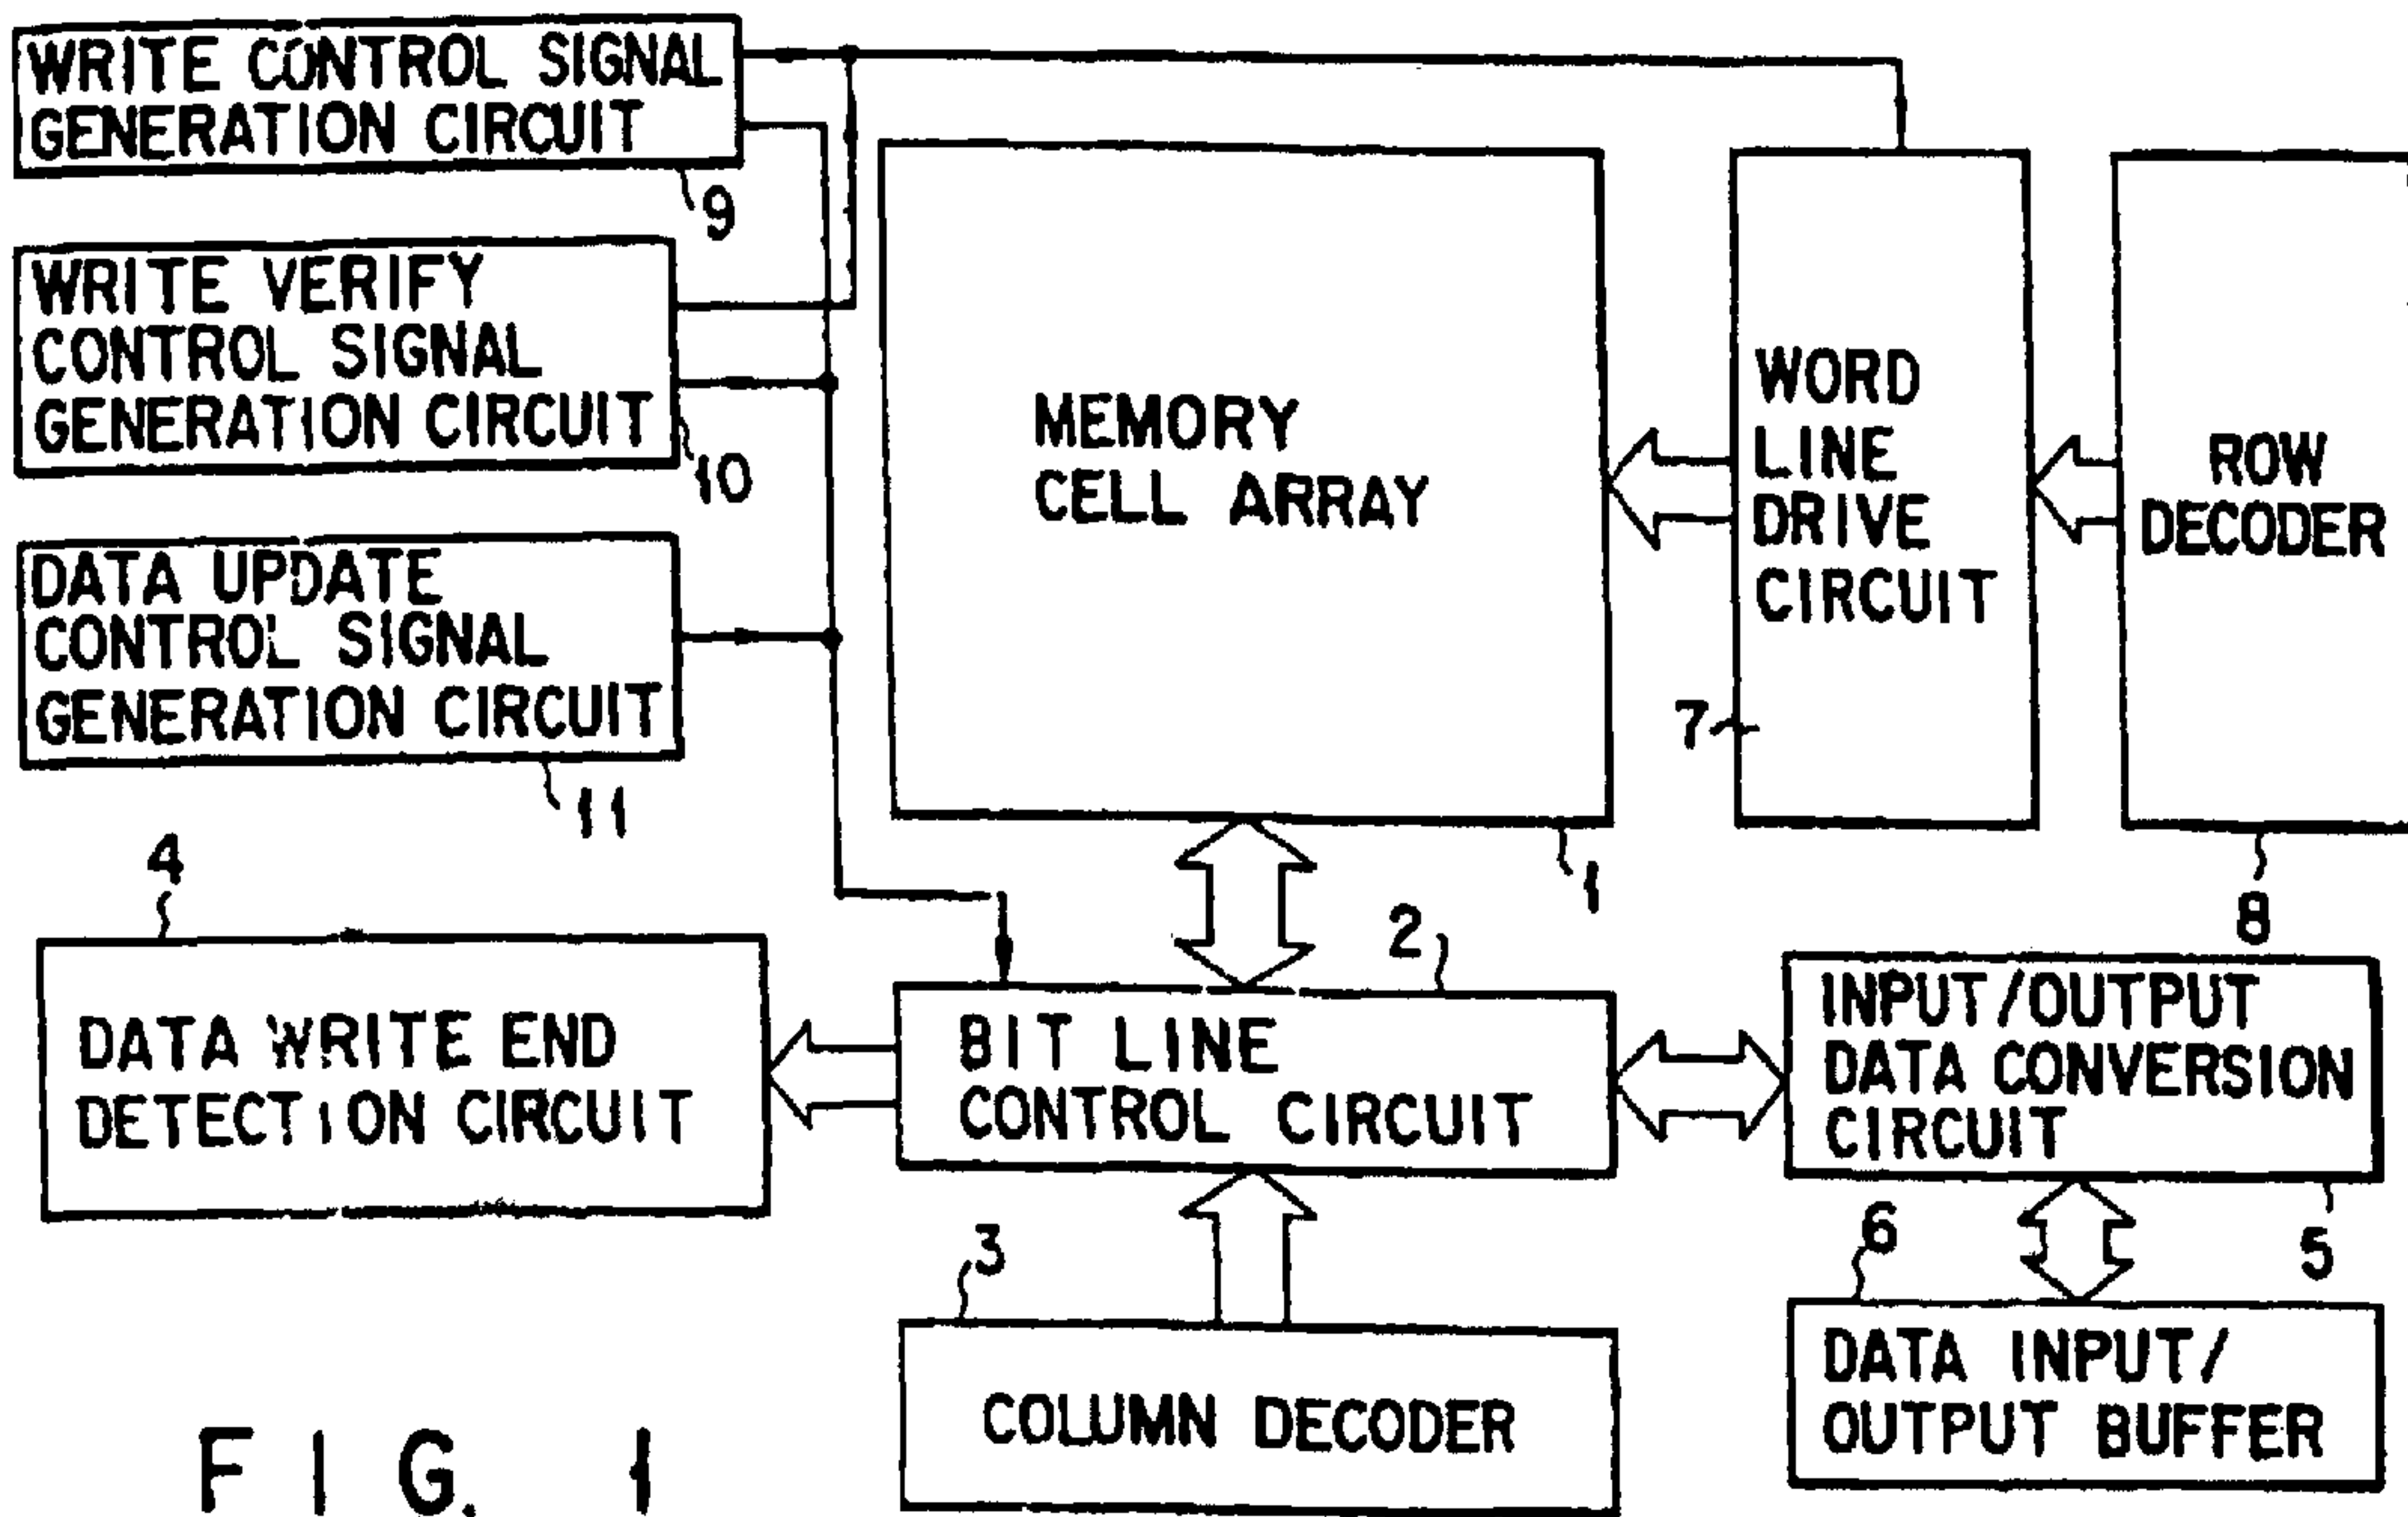 WRITE CONTROL SIGNAL
GENERATION CIRCUIT
9
WRITE VERIFY
CONTROL SIGNAL
GENERATION CIRCUIT
10
DATA UPDATE
CONTROL SIGNAL
GENERATION CIRCUIT
11
MEMORY
CELL ARRAY
1
WORD
LINE
DRIVE
CIRCUIT
7
ROW
DECODER
8
4
DATA WRITE END
DETECTION CIRCUIT
2
BIT LINE
CONTROL CIRCUIT
INPUT/OUTPUT
DATA CONVERSION
CIRCUIT
5
3
COLUMN DECODER
6
DATA INPUT/
OUTPUT BUFFER
FIG. 1